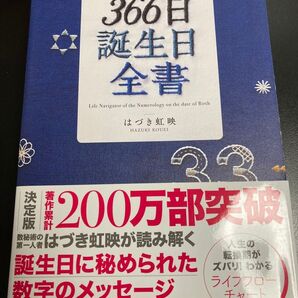 366日
誕生日
全書
Life Navigator of the Numerology on the date of Birth
はづき虹映
HAZUKI KOUEI
33
決定版
著作累計
200万部突破
数秘術の
第一人者
はづき虹映が読み解く
誕生日に秘められた
数字のメッセージ
人生の
転換期が
ズバリ!わかる
ライフフロー
チャート